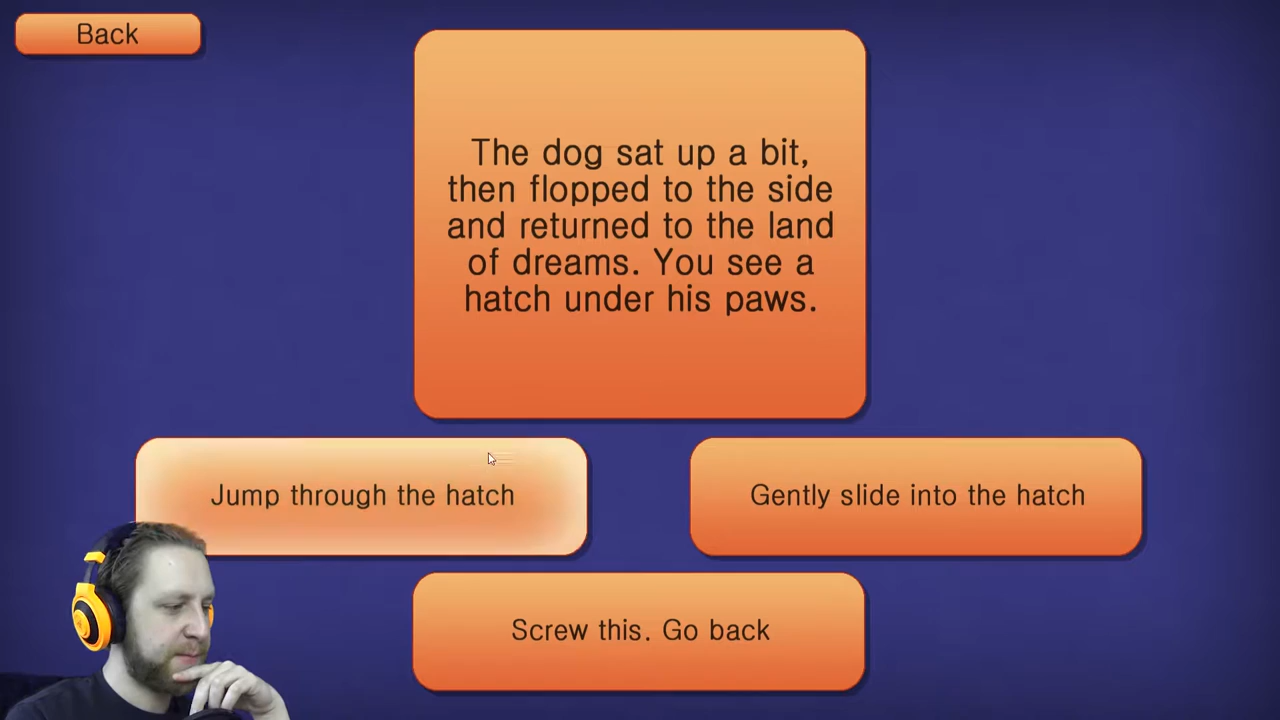 Back
The dog sat up a bit,
then flopped to the side
and returned to the land
of dreams. You see a
hatch under his paws.
Jump through the hatch
Gently slide into the hatch
Screw this. Go back